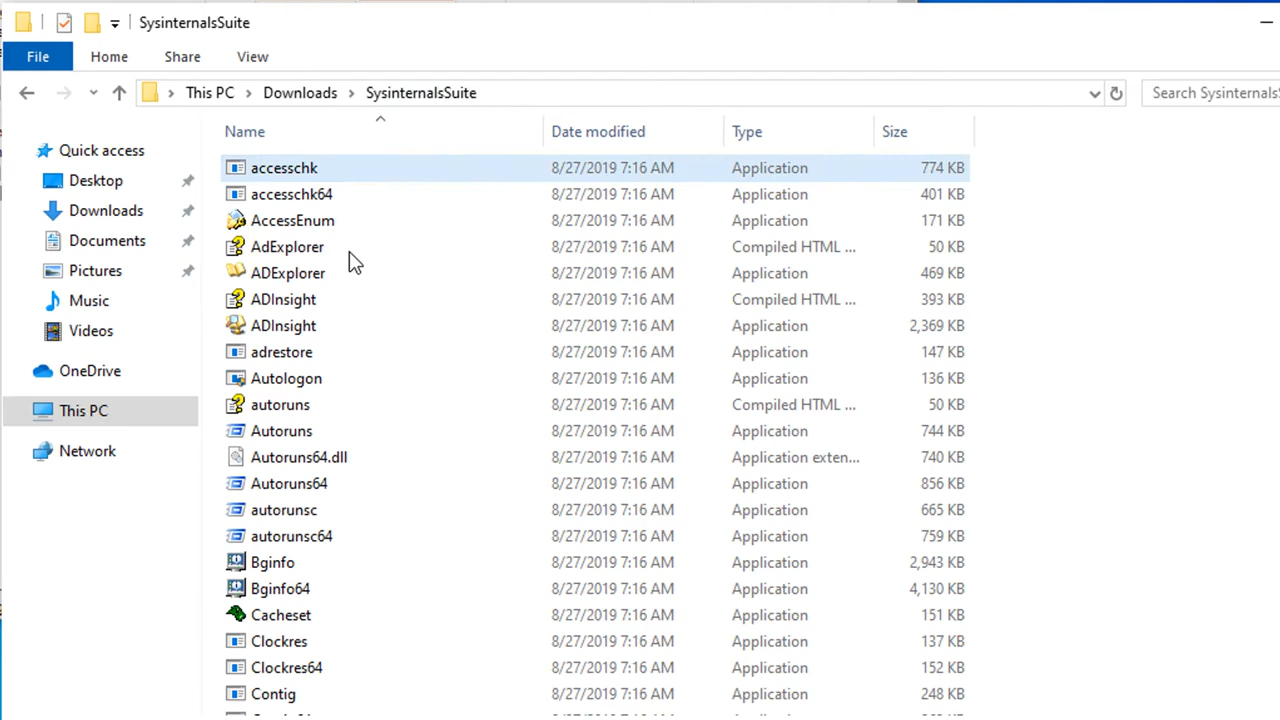 SysinternalsSuite
File Home Share View
This PC Downloads SysinternalsSuite Search Sysinternals
Name Date modified Type Size
Quick access
Desktop
Downloads
Documents
Pictures
Music
Videos
OneDrive
This PC
Network
accesschk 8/27/2019 7:16 AM Application 774 KB
accesschk64 8/27/2019 7:16 AM Application 401 KB
AccessEnum 8/27/2019 7:16 AM Application 171 KB
AdExplorer 8/27/2019 7:16 AM Compiled HTML ... 50 KB
ADExplorer 8/27/2019 7:16 AM Application 469 KB
ADInsight 8/27/2019 7:16 AM Compiled HTML ... 393 KB
ADInsight 8/27/2019 7:16 AM Application 2,369 KB
adrestore 8/27/2019 7:16 AM Application 147 KB
Autologon 8/27/2019 7:16 AM Application 136 KB
autoruns 8/27/2019 7:16 AM Compiled HTML ... 50 KB
Autoruns 8/27/2019 7:16 AM Application 744 KB
Autoruns64.dll 8/27/2019 7:16 AM Application exten... 740 KB
Autoruns64 8/27/2019 7:16 AM Application 856 KB
autorunsc 8/27/2019 7:16 AM Application 665 KB
autorunsc64 8/27/2019 7:16 AM Application 759 KB
Bginfo 8/27/2019 7:16 AM Application 2,943 KB
Bginfo64 8/27/2019 7:16 AM Application 4,130 KB
Cacheset 8/27/2019 7:16 AM Application 151 KB
Clockres 8/27/2019 7:16 AM Application 137 KB
Clockres64 8/27/2019 7:16 AM Application 152 KB
Contig 8/27/2019 7:16 AM Application 248 KB